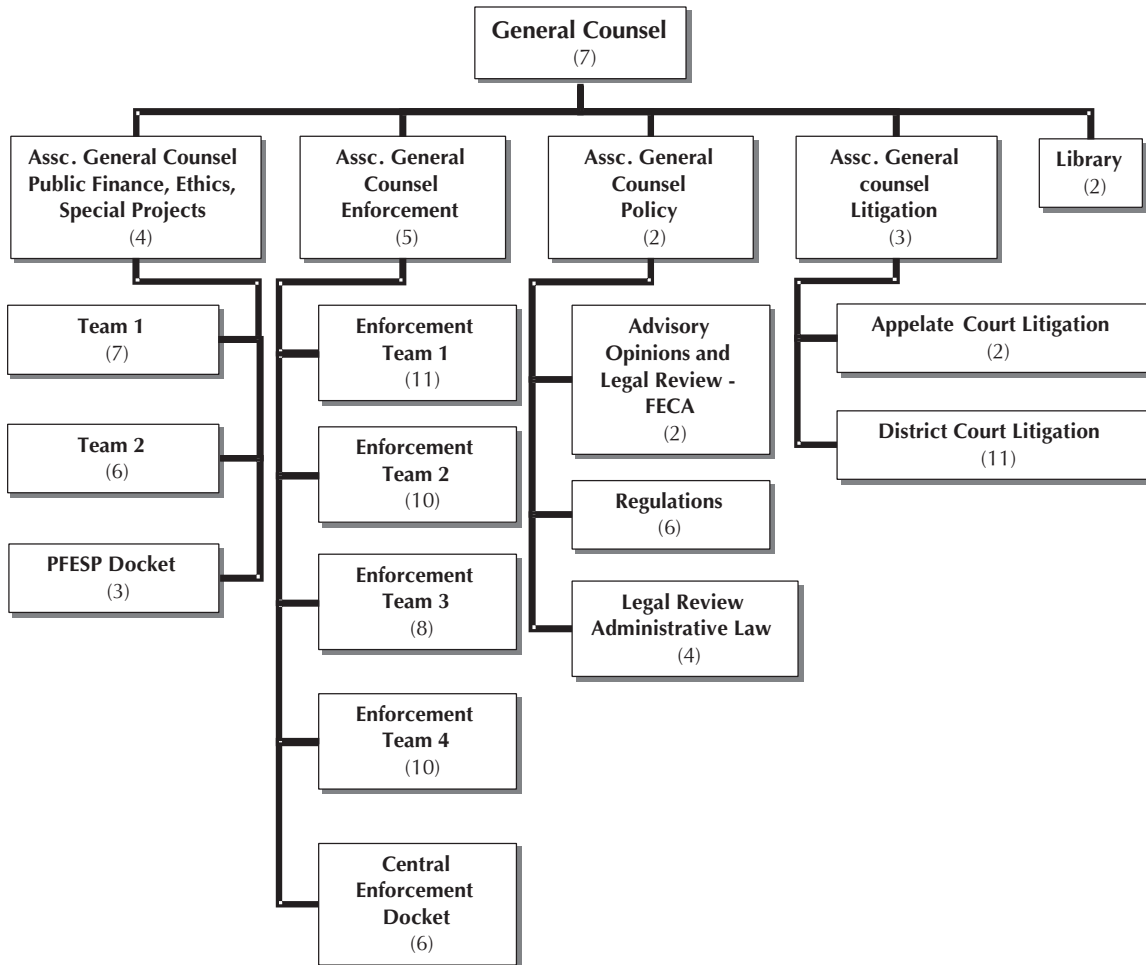 General Counsel
(7)
Assc. General Counsel
Public Finance, Ethics,
Special Projects
(4)
Assc. General
Counsel
Enforcement
(5)
Assc. General
Counsel
Policy
(2)
Assc. General
counsel
Litigation
(3)
Library
(2)
Team 1
(7)
Team 2
(6)
PFESP Docket
(3)
Enforcement
Team 1
(11)
Enforcement
Team 2
(10)
Enforcement
Team 3
(8)
Enforcement
Team 4
(10)
Central
Enforcement
Docket
(6)
Advisory
Opinions and
Legal Review -
FECA
(2)
Regulations
(6)
Legal Review
Administrative Law
(4)
Appelate Court Litigation
(2)
District Court Litigation
(11)